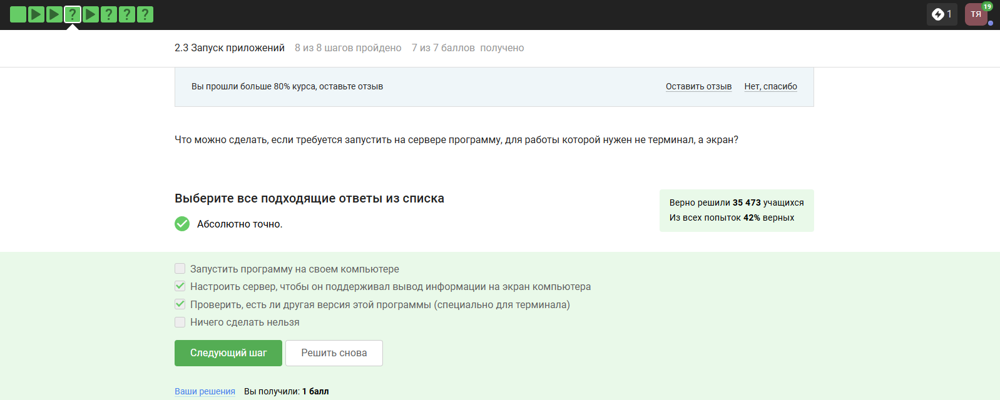 ? ? ? ?
1
ТЯ
19
2.3 Запуск приложений 8 из 8 шагов пройдено 7 из 7 баллов получено
Вы прошли больше 80% курса, оставьте отзыв Оставить отзыв Нет, спасибо
Что можно сделать, если требуется запустить на сервере программу, для работы которой нужен не терминал, а экран?
Выберите все подходящие ответы из списка
Абсолютно точно.
Верно решили 35 473 учащихся
Из всех попыток 42% верных
Запустить программу на своем компьютере
Настроить сервер, чтобы он поддерживал вывод информации на экран компьютера
Проверить, есть ли другая версия этой программы (специально для терминала)
Ничего сделать нельзя
Следующий шаг Решить снова
Ваши решения Вы получили: 1 балл